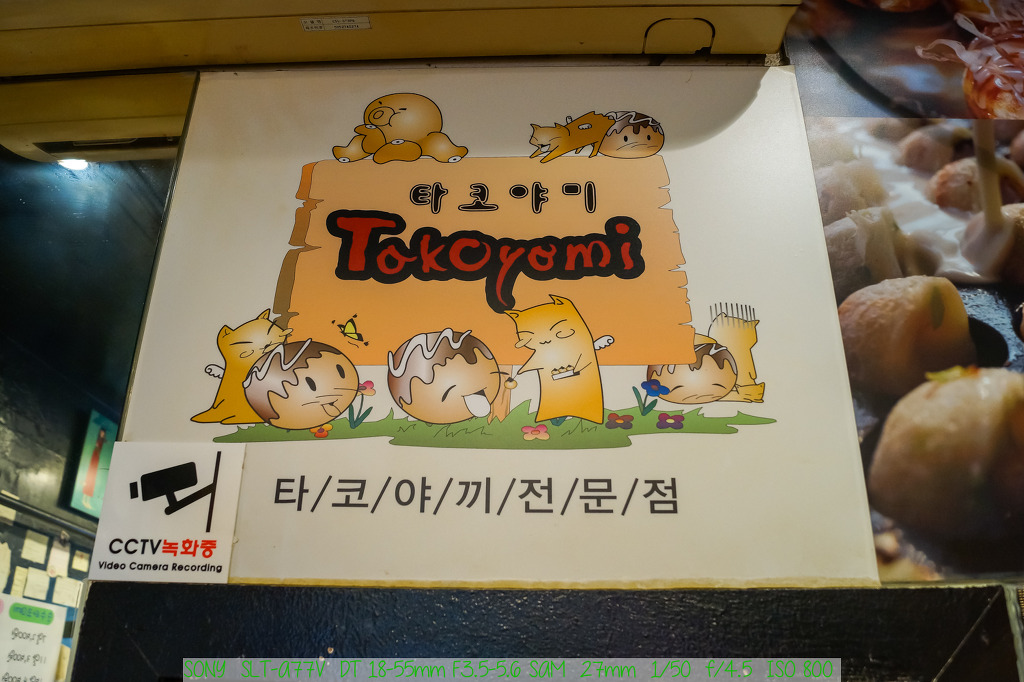 타코야미
Takoyami
타/코/야/끼/전/문/점
CCTV녹화중
Video Camera Recording
SONY SLT-A77V DT 18-55mm F3.5-5.6 SAM 27mm 1/50 f/4.5 ISO 800